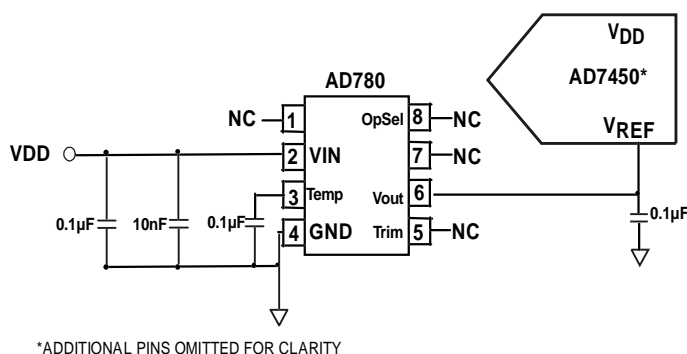 VDD
AD7450*
VREF
AD780
NC
1
OpSel
8
NC
VDD
2
VIN
7
NC
3
Temp
Vout
6
0.1µF
10nF
0.1µF
4
GND
Trim
5
NC
0.1µF
*ADDITIONAL PINS OMITTED FOR CLARITY